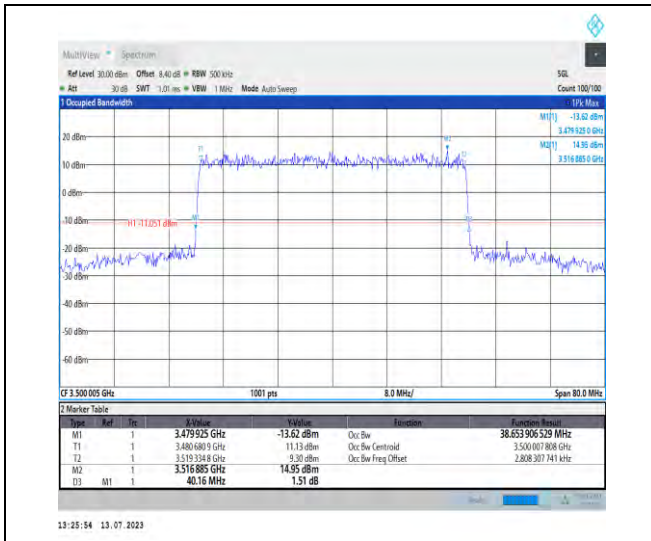 MultiView Spectrum
Ref Level 30.00 dBm Offset 8.40 dB RBW 500 kHz SGL
Att 30 dB SWT 1.01 ms VBW 1 MHz Mode Auto Sweep Count 100/100
1 Occupied Bandwidth 1Pk Max
M1[1] -13.62 dBm
3.479 925 0 GHz
M2[1] 14.95 dBm
3.516 885 0 GHz
20 dBm
T1 M2 T2
10 dBm
0 dBm
-10 dBm
M1
H1 -11.051 dBm
-20 dBm
-30 dBm
-40 dBm
-50 dBm
-60 dBm
CF 3.500 005 GHz 1001 pts 8.0 MHz/ Span 80.0 MHz
2 Marker Table
Type Ref Trc X-Value Y-Value Function Function Result
M1 1 3.479 925 GHz -13.62 dBm Occ Bw 38.653 906 529 MHz
T1 1 3.480 680 9 GHz 11.13 dBm Occ Bw Centroid 3.500 007 808 GHz
T2 1 3.519 334 8 GHz 9.30 dBm Occ Bw Freq Offset 2.808 307 741 kHz
M2 1 3.516 885 GHz 14.95 dBm
D3 M1 1 40.16 MHz 1.51 dB
13:25:54 13.07.2023